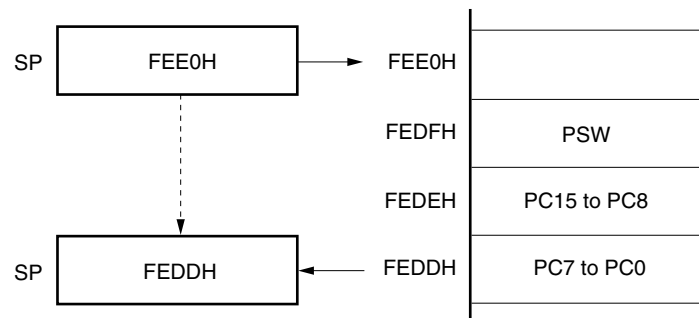 SP FEE0H FEE0H
FEDFH PSW
FEDEH PC15 to PC8
SP FEDDH FEDDH PC7 to PC0